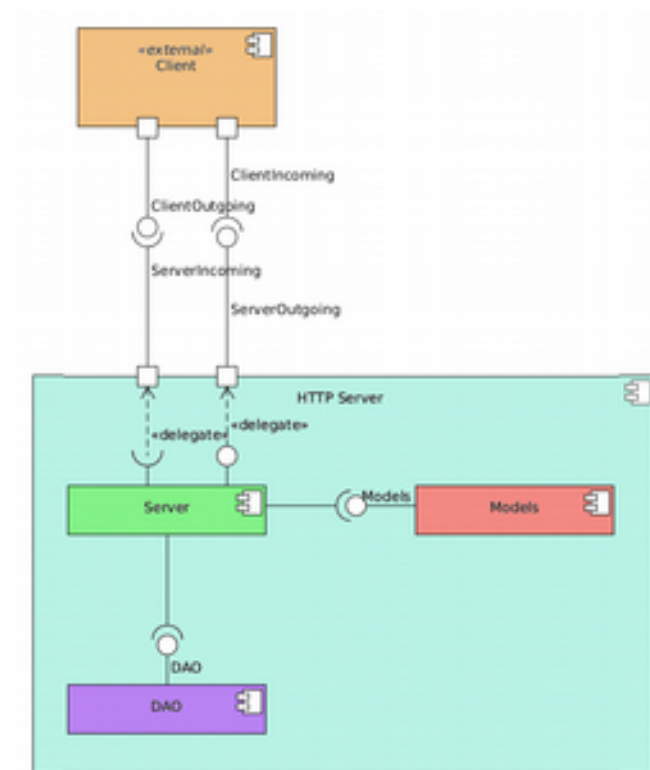 «external»
Client
ClientIncoming
ClientOutgoing
ServerIncoming
ServerOutgoing
HTTP Server
«delegate»
«delegate»
Server
Models
Models
DAO
DAO